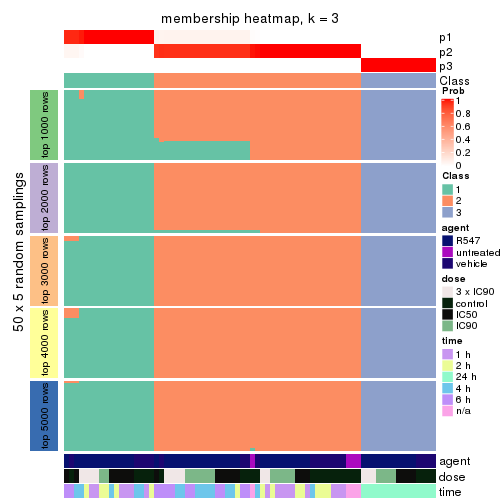 membership heatmap, k = 3
p1
p2
p3
Class
50 x 5 random samplings
top 1000 rows
top 2000 rows
top 3000 rows
top 4000 rows
top 5000 rows
agent
dose
time
Prob
1
0.8
0.6
0.4
0.2
0
Class
1
2
3
agent
R547
untreated
vehicle
dose
3 x IC90
control
IC50
IC90
time
1 h
2 h
24 h
4 h
6 h
n/a